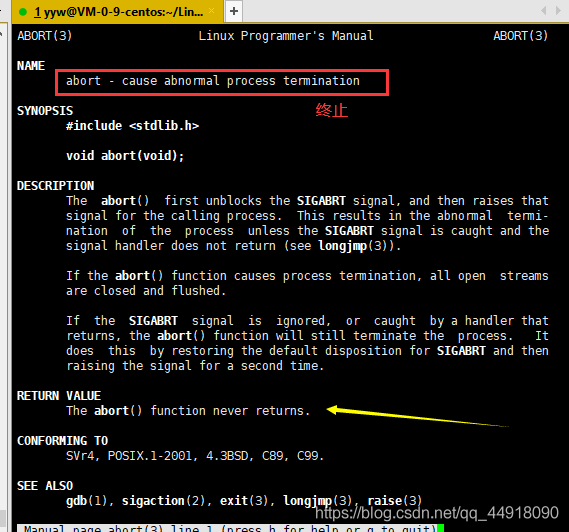 1 yyw@VM-0-9-centos:~/Lin...
ABORT(3) Linux Programmer's Manual ABORT(3)
NAME
abort - cause abnormal process termination
终止
SYNOPSIS
#include <stdlib.h>
void abort(void);
DESCRIPTION
The abort() first unblocks the SIGABRT signal, and then raises that
signal for the calling process. This results in the abnormal termi-
nation of the process unless the SIGABRT signal is caught and the
signal handler does not return (see longjmp(3)).
If the abort() function causes process termination, all open streams
are closed and flushed.
If the SIGABRT signal is ignored, or caught by a handler that
returns, the abort() function will still terminate the process. It
does this by restoring the default disposition for SIGABRT and then
raising the signal for a second time.
RETURN VALUE
The abort() function never returns.
CONFORMING TO
SVr4, POSIX.1-2001, 4.3BSD, C89, C99.
SEE ALSO
gdb(1), sigaction(2), exit(3), longjmp(3), raise(3)
https://blog.csdn.net/qq_44918090
Manual page abort(3) line 1 (press h for help or q to quit)